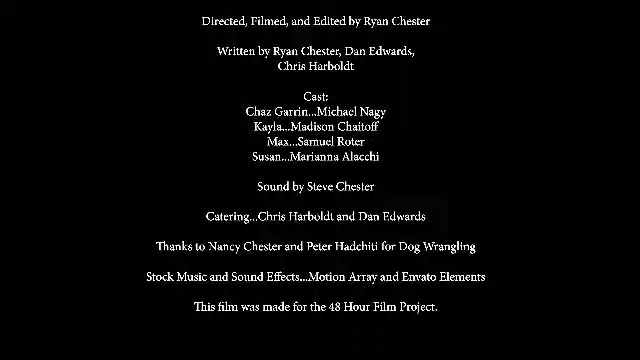 Directed, Filmed, and Edited by Ryan Chester
Written by Ryan Chester, Dan Edwards,
Chris Harboldt
Cast:
Chaz Garrin...Michael Nagy
Kayla...Madison Chaitoff
Max...Samuel Roter
Susan...Marianna Alacchi
Sound by Steve Chester
Catering...Chris Harboldt and Dan Edwards
Thanks to Nancy Chester and Peter Hadchiti for Dog Wrangling
Stock Music and Sound Effects...Motion Array and Envato Elements
This film was made for the 48 Hour Film Project.